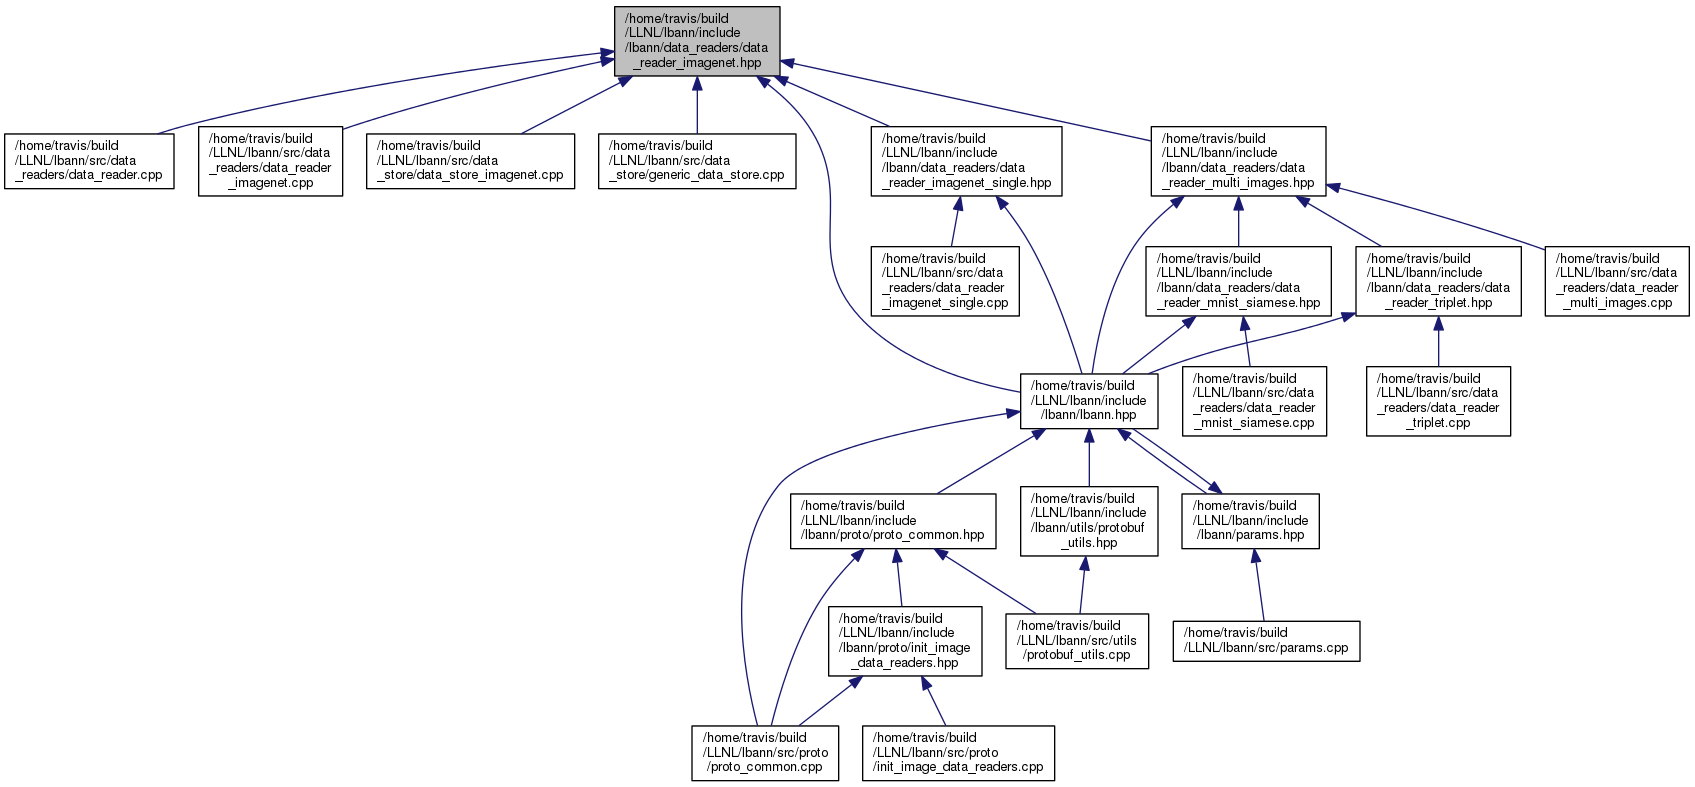 /home/travis/build
/LLNL/lbann/include
/lbann/data_readers/data
_reader_imagenet.hpp
/home/travis/build
/LLNL/lbann/src/data
_readers/data_reader.cpp
/home/travis/build
/LLNL/lbann/src/data
_readers/data_reader
_imagenet.cpp
/home/travis/build
/LLNL/lbann/src/data
_store/data_store_imagenet.cpp
/home/travis/build
/LLNL/lbann/src/data
_store/generic_data_store.cpp
/home/travis/build
/LLNL/lbann/include
/lbann/data_readers/data
_reader_imagenet_single.hpp
/home/travis/build
/LLNL/lbann/include
/lbann/data_readers/data
_reader_multi_images.hpp
/home/travis/build
/LLNL/lbann/src/data
_readers/data_reader
_imagenet_single.cpp
/home/travis/build
/LLNL/lbann/include
/lbann/data_readers/data
_reader_mnist_siamese.hpp
/home/travis/build
/LLNL/lbann/include
/lbann/data_readers/data
_reader_triplet.hpp
/home/travis/build
/LLNL/lbann/src/data
_readers/data_reader
_multi_images.cpp
/home/travis/build
/LLNL/lbann/include
/lbann/lbann.hpp
/home/travis/build
/LLNL/lbann/src/data
_readers/data_reader
_mnist_siamese.cpp
/home/travis/build
/LLNL/lbann/src/data
_readers/data_reader
_triplet.cpp
/home/travis/build
/LLNL/lbann/include
/lbann/proto/proto_common.hpp
/home/travis/build
/LLNL/lbann/include
/lbann/utils/protobuf
_utils.hpp
/home/travis/build
/LLNL/lbann/include
/lbann/params.hpp
/home/travis/build
/LLNL/lbann/include
/lbann/proto/init_image
_data_readers.hpp
/home/travis/build
/LLNL/lbann/src/utils
/protobuf_utils.cpp
/home/travis/build
/LLNL/lbann/src/params.cpp
/home/travis/build
/LLNL/lbann/src/proto
/proto_common.cpp
/home/travis/build
/LLNL/lbann/src/proto
/init_image_data_readers.cpp